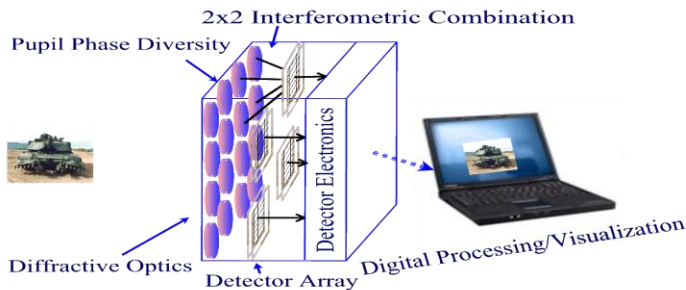 2x2 Interferometric Combination
Pupil Phase Diversity
Detector Electronics
Diffractive Optics
Detector Array
Digital Processing/Visualization